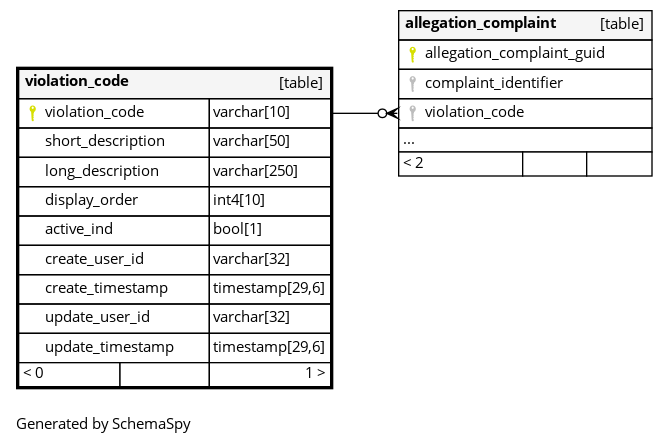 allegation_complaint [table]
allegation_complaint_guid
complaint_identifier
violation_code
...
< 2
violation_code [table]
violation_code varchar[10]
short_description varchar[50]
long_description varchar[250]
display_order int4[10]
active_ind bool[1]
create_user_id varchar[32]
create_timestamp timestamp[29,6]
update_user_id varchar[32]
update_timestamp timestamp[29,6]
< 0 1 >
Generated by SchemaSpy